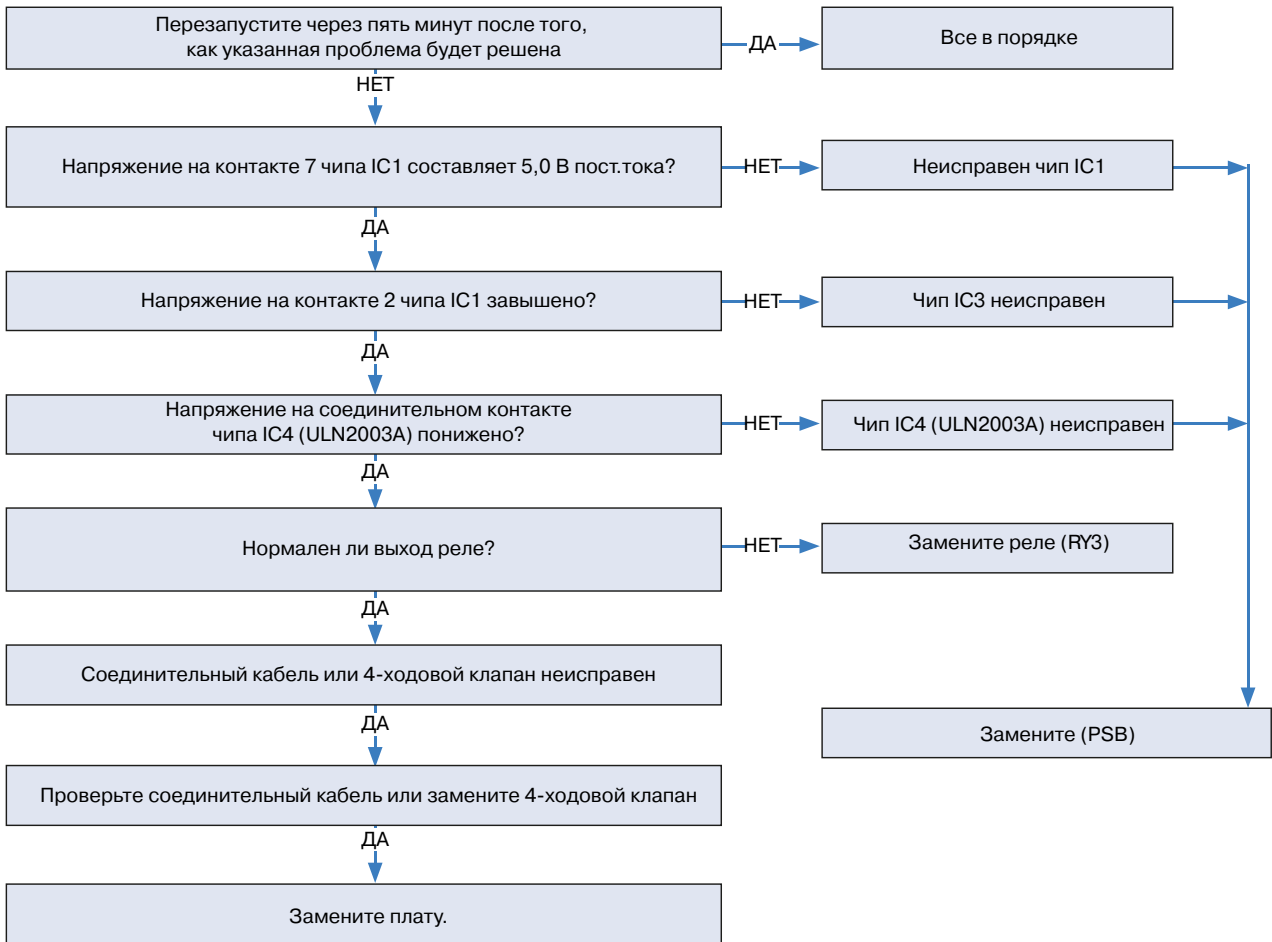 Перезапустите через пять минут после того,
как указанная проблема будет решена
ДА
Все в порядке
НЕТ
Напряжение на контакте 7 чипа IC1 составляет 5,0 В пост.тока?
НЕТ
Неисправен чип IC1
ДА
Напряжение на контакте 2 чипа IC1 завышено?
НЕТ
Чип IC3 неисправен
ДА
Напряжение на соединительном контакте
чипа IC4 (ULN2003A) понижено?
НЕТ
Чип IC4 (ULN2003A) неисправен
ДА
Нормален ли выход реле?
НЕТ
Замените реле (RY3)
ДА
Соединительный кабель или 4-ходовой клапан неисправен
ДА
Замените (PSB)
Проверьте соединительный кабель или замените 4-ходовой клапан
ДА
Замените плату.